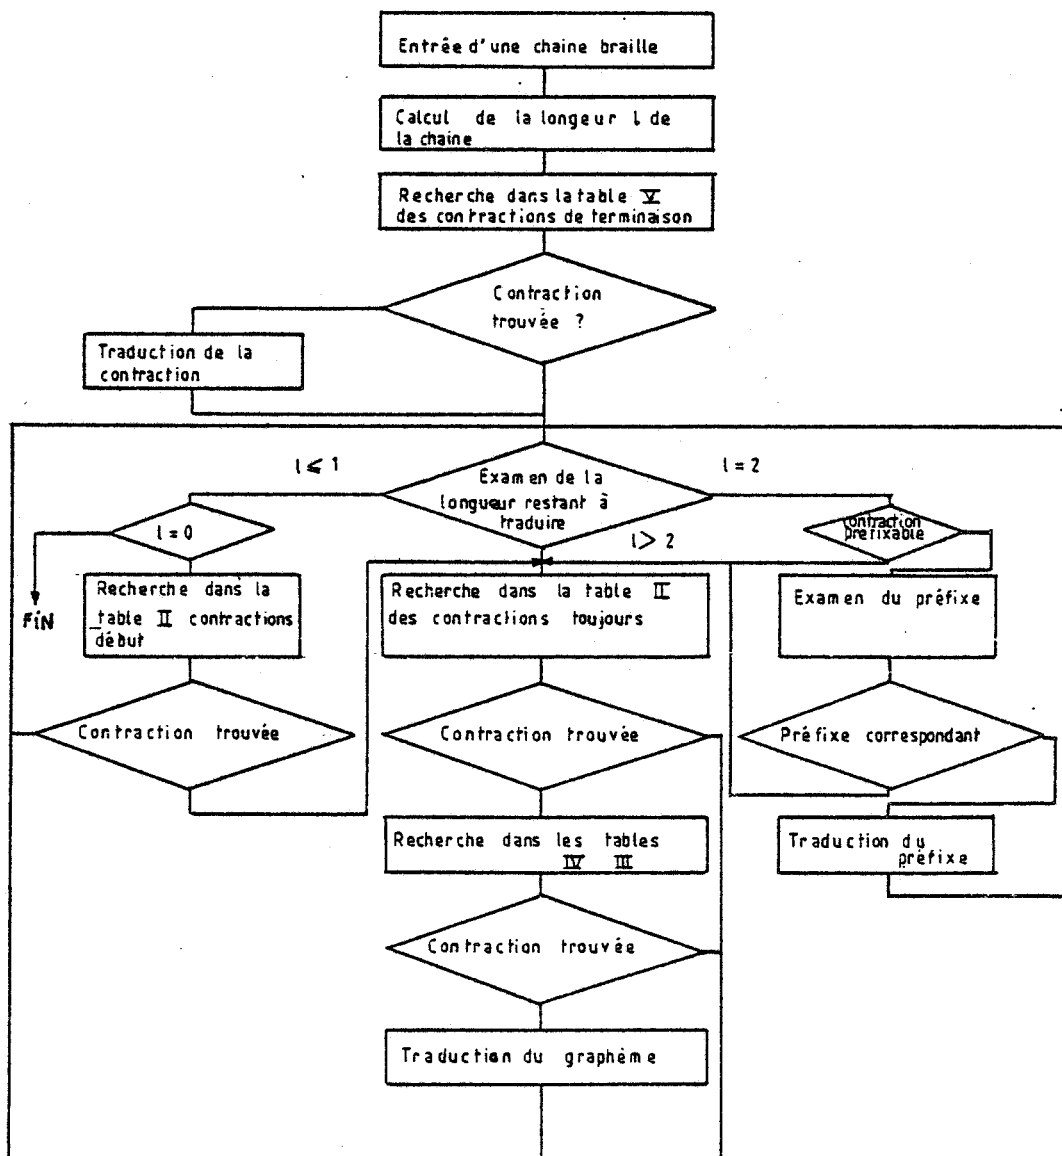 Entrée d'une chaine braille
Calcul de la longeur l de
la chaine
Recherche dans la table V
des contractions de terminaison
Contraction
trouvée ?
Traduction de la
contraction
l ⩽ 1
Examen de la
longueur restant à
traduire
l = 2
l = 0
l > 2
Contraction
prefixable
FiN
Recherche dans la
table II contractions
début
Recherche dans la table II
des contractions toujours
Examen du préfixe
Contraction trouvée
Contraction trouvée
Préfixe correspondant
Recherche dans les tables
IV III
Traduction du
préfixe
Contraction trouvée
Traduction du graphème